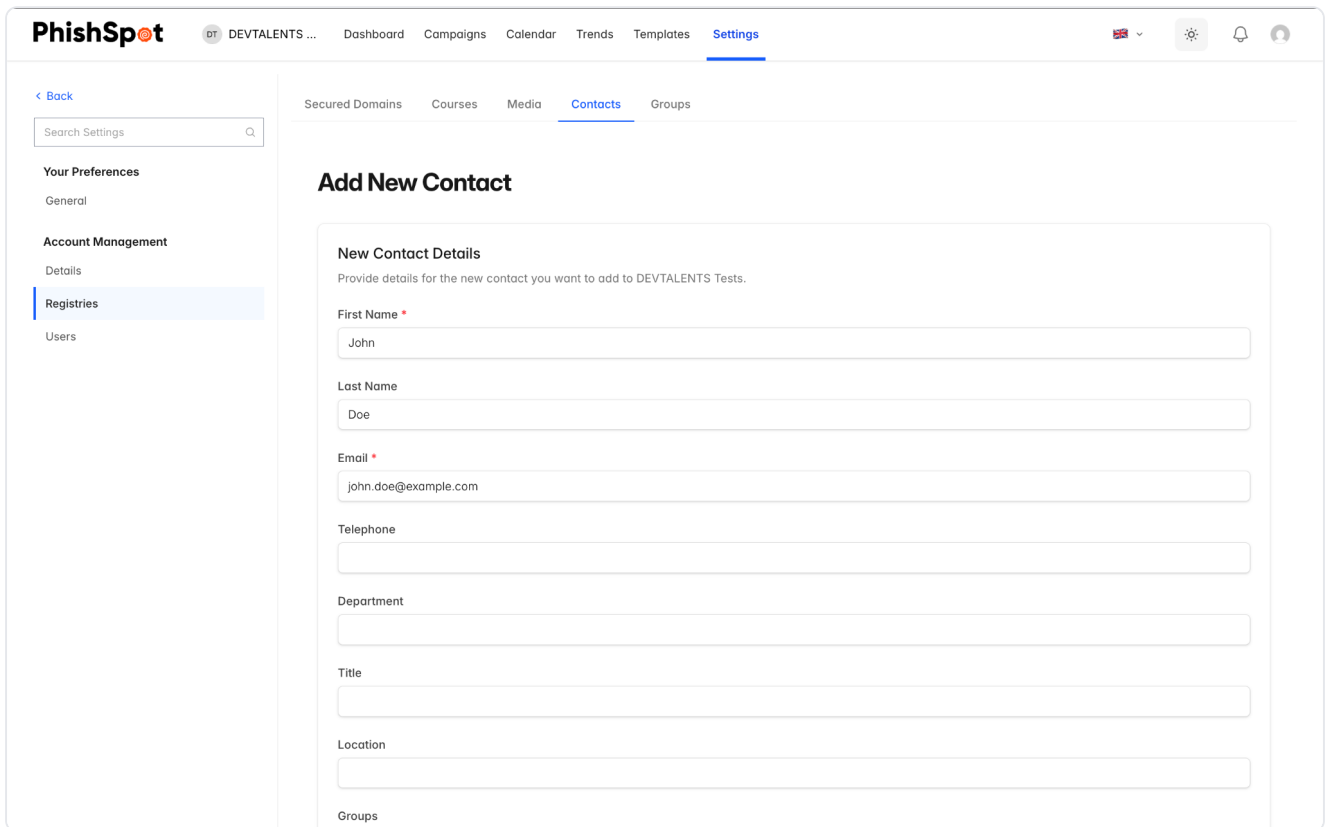 PhishSpot
DT DEVTALENTS ... Dashboard Campaigns Calendar Trends Templates Settings
Back
Search Settings
Your Preferences
General
Account Management
Details
Registries
Users
Secured Domains Courses Media Contacts Groups
Add New Contact
New Contact Details
Provide details for the new contact you want to add to DEVTALENTS Tests.
First Name *
John
Last Name
Doe
Email *
john.doe@example.com
Telephone
Department
Title
Location
Groups